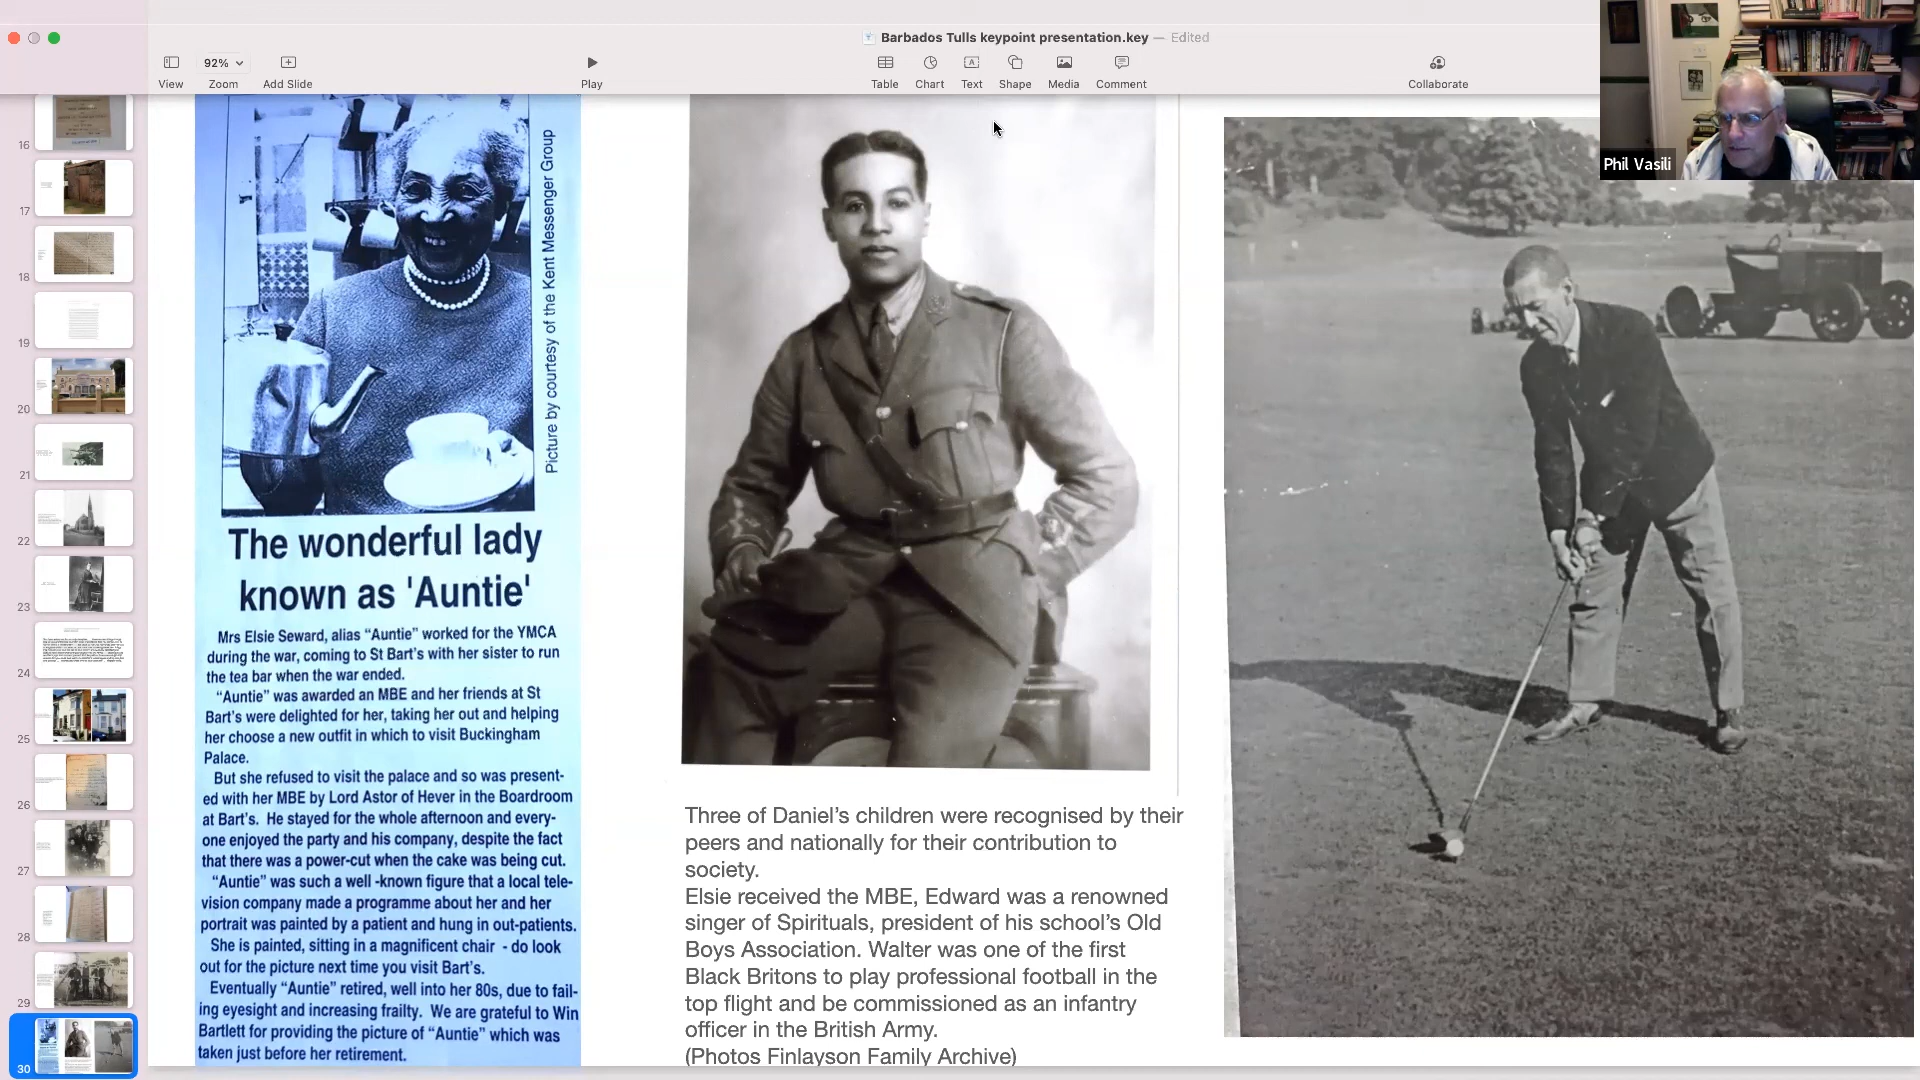 Barbados Tulls keypoint presentation.key — Edited
92%
View
Zoom
Add Slide
Play
Table
Chart
Text
Shape
Media
Comment
Collaborate
Phil Vasili
16
17
18
19
20
21
22
23
24
25
26
27
28
29
30
Picture by courtesy of the Kent Messenger Group
The wonderful lady
known as 'Auntie'
Mrs Elsie Seward, alias “Auntie” worked for the YMCA
during the war, coming to St Bart's with her sister to run
the tea bar when the war ended.
“Auntie” was awarded an MBE and her friends at St
Bart's were delighted for her, taking her out and helping
her choose a new outfit in which to visit Buckingham
Palace.
But she refused to visit the palace and so was present-
ed with her MBE by Lord Astor of Hever in the Boardroom
at Bart's. He stayed for the whole afternoon and every-
one enjoyed the party and his company, despite the fact
that there was a power-cut when the cake was being cut.
“Auntie” was such a well -known figure that a local tele-
vision company made a programme about her and her
portrait was painted by a patient and hung in out-patients.
She is painted, sitting in a magnificent chair - do look
out for the picture next time you visit Bart's.
Eventually “Auntie” retired, well into her 80s, due to fail-
ing eyesight and increasing frailty. We are grateful to Win
Bartlett for providing the picture of “Auntie” which was
taken just before her retirement.
Three of Daniel’s children were recognised by their
peers and nationally for their contribution to
society.
Elsie received the MBE, Edward was a renowned
singer of Spirituals, president of his school’s Old
Boys Association. Walter was one of the first
Black Britons to play professional football in the
top flight and be commissioned as an infantry
officer in the British Army.
(Photos Finlayson Family Archive)